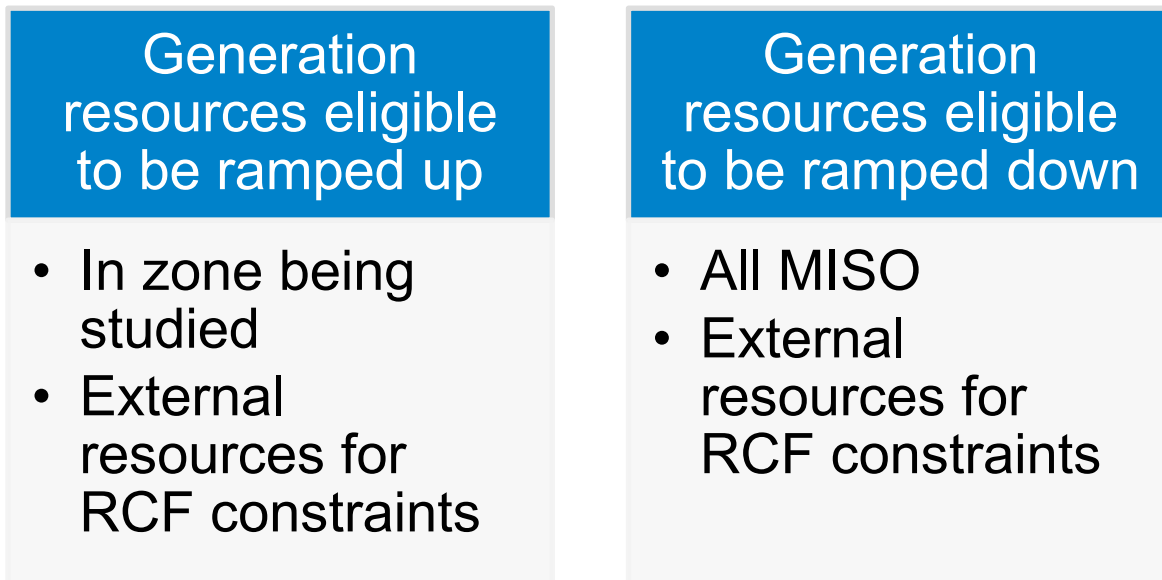 Generation
resources eligible
to be ramped up
• In zone being
studied
• External
resources for
RCF constraints
Generation
resources eligible
to be ramped down
• All MISO
• External
resources for
RCF constraints